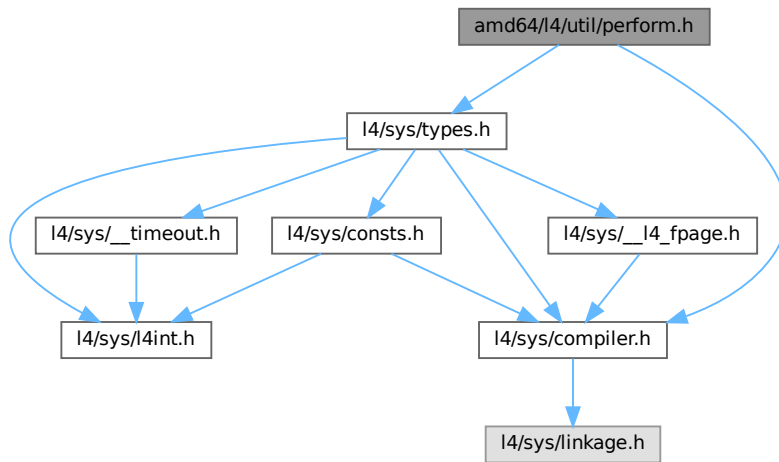 amd64/l4/util/perform.h
l4/sys/types.h
l4/sys/__timeout.h
l4/sys/consts.h
l4/sys/__l4_fpage.h
l4/sys/l4int.h
l4/sys/compiler.h
l4/sys/linkage.h